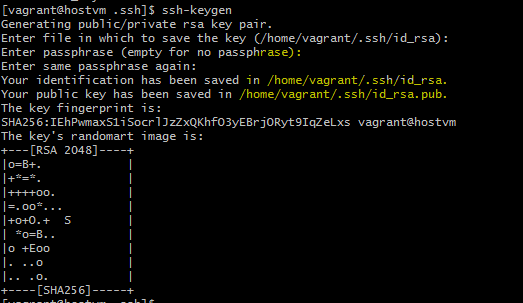 [vagrant@hostvm .ssh]$ ssh-keygen
Generating public/private rsa key pair.
Enter file in which to save the key (/home/vagrant/.ssh/id_rsa):
Enter passphrase (empty for no passphrase):
Enter same passphrase again:
Your identification has been saved in /home/vagrant/.ssh/id_rsa.
Your public key has been saved in /home/vagrant/.ssh/id_rsa.pub.
The key fingerprint is:
SHA256:IEhPwmaxS1iSocrlJzZxQKhfO3yEBrjORyt9IqZeLxs vagrant@hostvm
The key's randomart image is:
+---[RSA 2048]----+
|o=B+.            |
|+*=*.            |
|++++oo.          |
|=.oo*...         |
|+o+O.+  S        |
| *o=B..          |
|o +Eoo           |
|. ..o            |
|.. .o.           |
+----[SHA256]-----+
[vagrant@hostvm .ssh]$